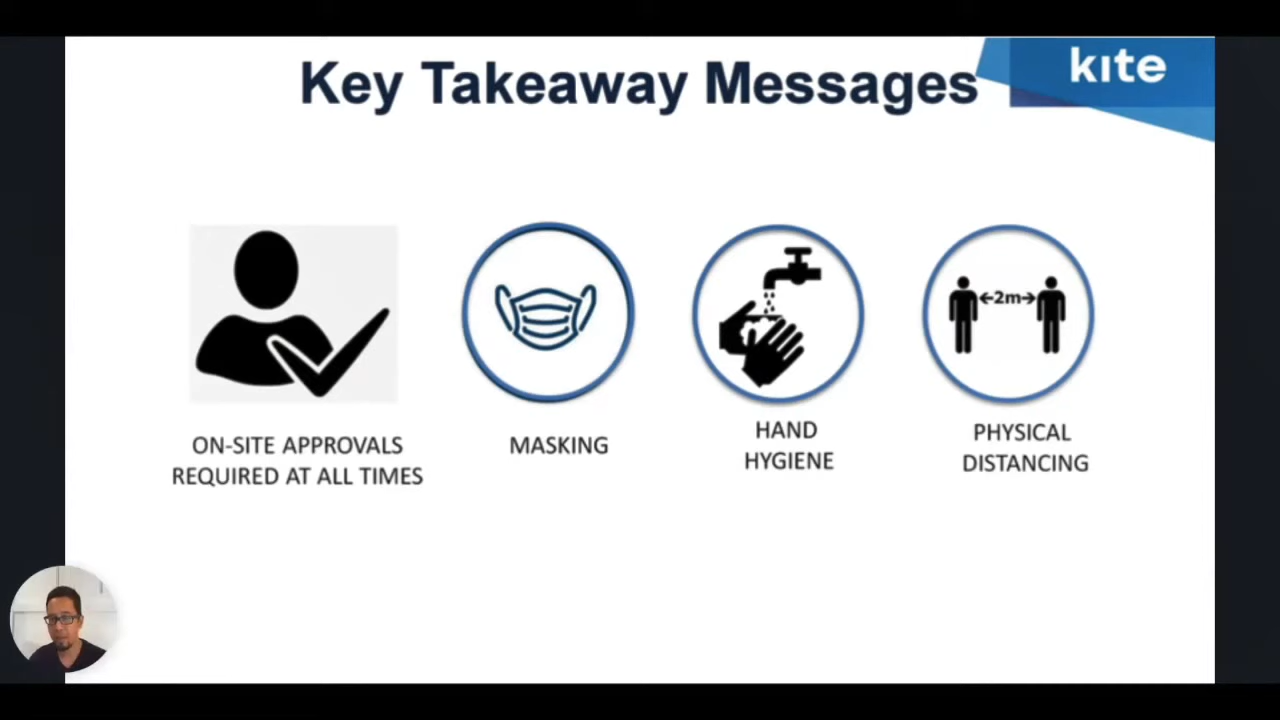 Key Takeaway Messages
kite
2m
ON-SITE APPROVALS
REQUIRED AT ALL TIMES
MASKING
HAND
HYGIENE
PHYSICAL
DISTANCING